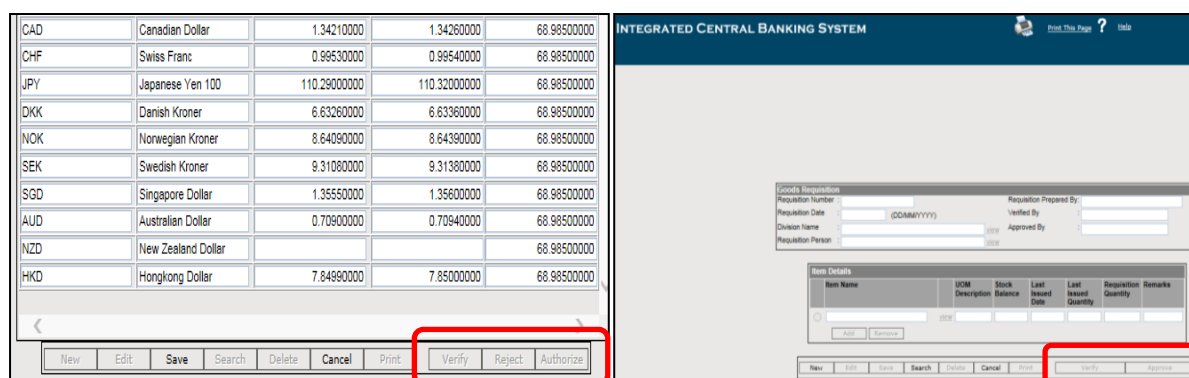 CAD Canadian Dollar 1.34210000 1.34260000 68.98500000
CHF Swiss Franc 0.99530000 0.99540000 68.98500000
JPY Japanese Yen 100 110.29000000 110.32000000 68.98500000
DKK Danish Kroner 6.63260000 6.63360000 68.98500000
NOK Norwegian Kroner 8.64090000 8.64390000 68.98500000
SEK Swedish Kroner 9.31080000 9.31380000 68.98500000
SGD Singapore Dollar 1.35550000 1.35600000 68.98500000
AUD Australian Dollar 0.70900000 0.70940000 68.98500000
NZD New Zealand Dollar 68.98500000
HKD Hongkong Dollar 7.84990000 7.85000000 68.98500000
New Edit Save Search Delete Cancel Print Verify Reject Authorize
INTEGRATED CENTRAL BANKING SYSTEM Print This Page ? Help
Goods Requisition
Requisition Number : Requisition Prepared By:
Requisition Date : (DD/MM/YYYY) Verified By :
Division Name : view Approved By :
Requisition Person : view
Item Details
Item Name UOM Description Stock Balance Last Issued Date Last Issued Quantity Requisition Quantity Remarks
view
Add Remove
New Edit Save Search Delete Cancel Print Verify Approve